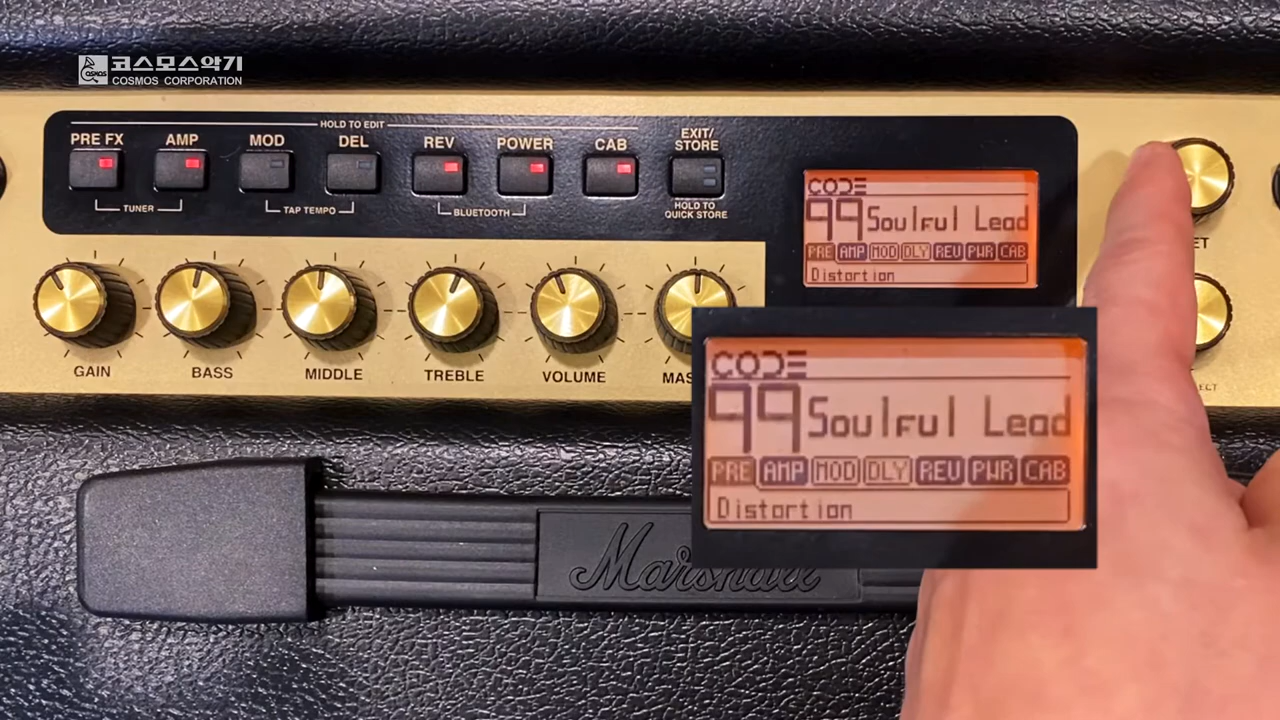 코스모스악기
COSMOS
COSMOS CORPORATION
HOLD TO EDIT
PRE FX
AMP
MOD
DEL
REV
POWER
CAB
EXIT/
STORE
TUNER
TAP TEMPO
BLUETOOTH
HOLD TO
QUICK STORE
CODE
99 Soulful Lead
PRE AMP MOD DLY REV PWR CAB
Distortion
GAIN
BASS
MIDDLE
TREBLE
VOLUME
CODE
99 Soulful Lead
PRE AMP MOD DLY REV PWR CAB
Distortion
Marshall